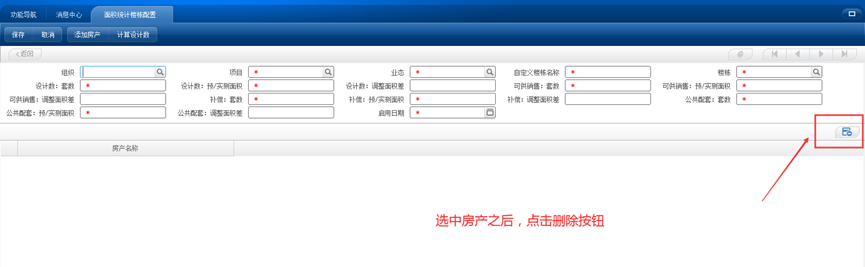 功能导航 消息中心 面积统计楼栋配置
保存 取消 添加房产 计算设计数
返回
组织 项目 * 业态 * 自定义楼栋名称 * 楼栋 *
设计数：套数 * 设计数：预/实测面积 * 设计数：调整面积差 可供销售：套数 * 可供销售：预/实测面积 *
可供销售：调整面积差 补偿：套数 * 补偿：预/实测面积 * 补偿：调整面积差 公共配套：套数 *
公共配套：预/实测面积 * 公共配套：调整面积差 启用日期 *
房产名称
选中房产之后，点击删除按钮